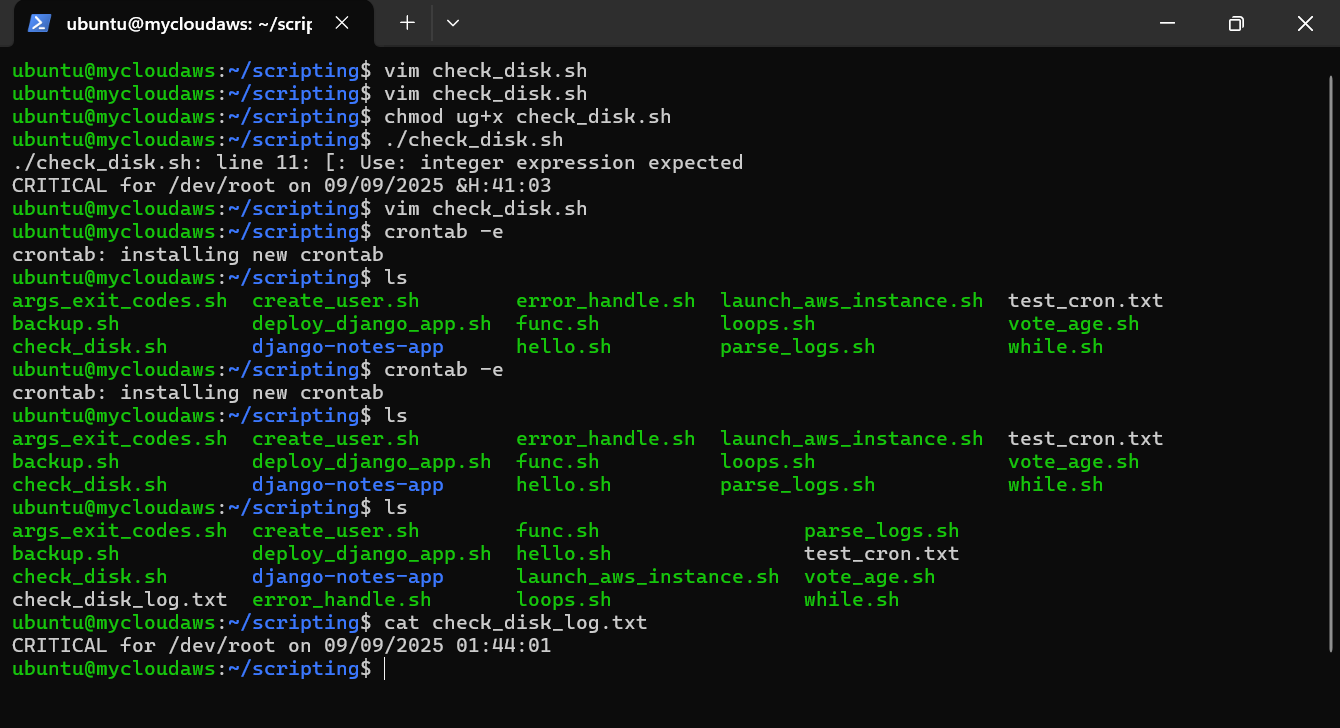 ubuntu@mycloudaws: ~/scrip
ubuntu@mycloudaws:~/scripting$ vim check_disk.sh
ubuntu@mycloudaws:~/scripting$ vim check_disk.sh
ubuntu@mycloudaws:~/scripting$ chmod ug+x check_disk.sh
ubuntu@mycloudaws:~/scripting$ ./check_disk.sh
./check_disk.sh: line 11: [: Use: integer expression expected
CRITICAL for /dev/root on 09/09/2025 &H:41:03
ubuntu@mycloudaws:~/scripting$ vim check_disk.sh
ubuntu@mycloudaws:~/scripting$ crontab -e
crontab: installing new crontab
ubuntu@mycloudaws:~/scripting$ ls
args_exit_codes.sh  create_user.sh        error_handle.sh  launch_aws_instance.sh  test_cron.txt
backup.sh           deploy_django_app.sh  func.sh          loops.sh                vote_age.sh
check_disk.sh       django-notes-app      hello.sh         parse_logs.sh           while.sh
ubuntu@mycloudaws:~/scripting$ crontab -e
crontab: installing new crontab
ubuntu@mycloudaws:~/scripting$ ls
args_exit_codes.sh  create_user.sh        error_handle.sh  launch_aws_instance.sh  test_cron.txt
backup.sh           deploy_django_app.sh  func.sh          loops.sh                vote_age.sh
check_disk.sh       django-notes-app      hello.sh         parse_logs.sh           while.sh
ubuntu@mycloudaws:~/scripting$ ls
args_exit_codes.sh  create_user.sh        func.sh                 parse_logs.sh
backup.sh           deploy_django_app.sh  hello.sh                test_cron.txt
check_disk.sh       django-notes-app      launch_aws_instance.sh  vote_age.sh
check_disk_log.txt  error_handle.sh       loops.sh                while.sh
ubuntu@mycloudaws:~/scripting$ cat check_disk_log.txt
CRITICAL for /dev/root on 09/09/2025 01:44:01
ubuntu@mycloudaws:~/scripting$